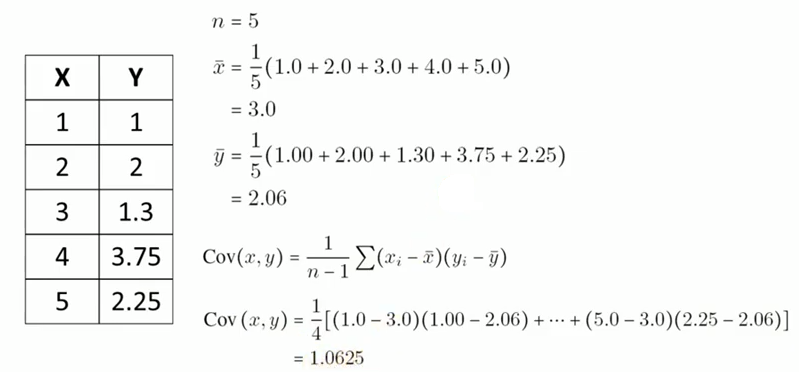 X Y
1 1
2 2
3 1.3
4 3.75
5 2.25
n = 5
x̄ = 1/5(1.0 + 2.0 + 3.0 + 4.0 + 5.0)
= 3.0
ȳ = 1/5(1.00 + 2.00 + 1.30 + 3.75 + 2.25)
= 2.06
Cov(x, y) = 1/(n − 1) ∑(xᵢ − x̄)(yᵢ − ȳ)
Cov (x, y) = 1/4[(1.0 − 3.0)(1.00 − 2.06) + ⋯ + (5.0 − 3.0)(2.25 − 2.06)]
= 1.0625